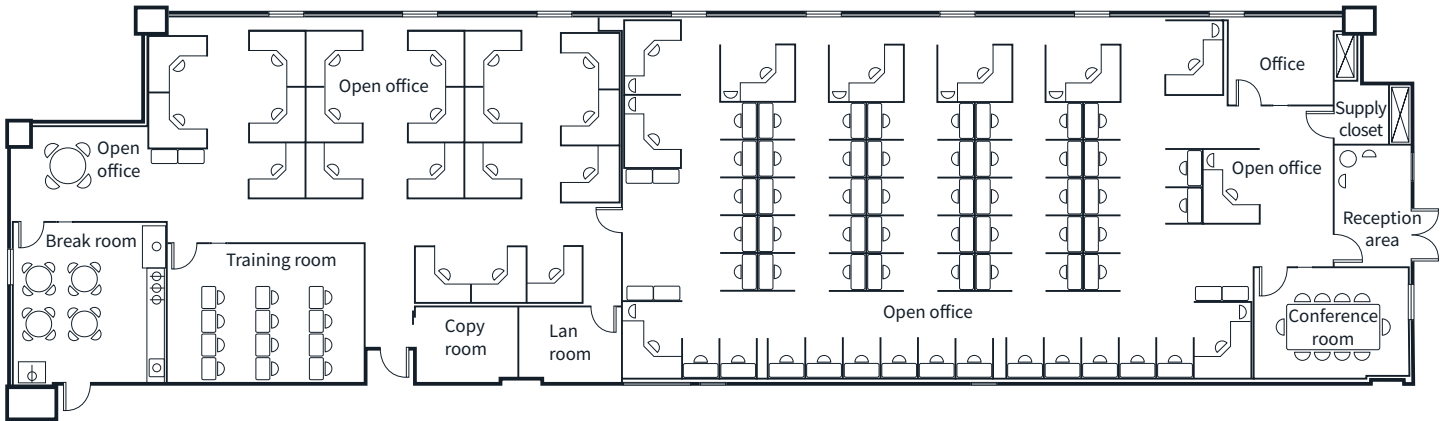 Open office
Office
Supply
closet
Open
office
Open office
Reception
area
Break room
Training room
Open office
Copy
room
Lan
room
Conference
room